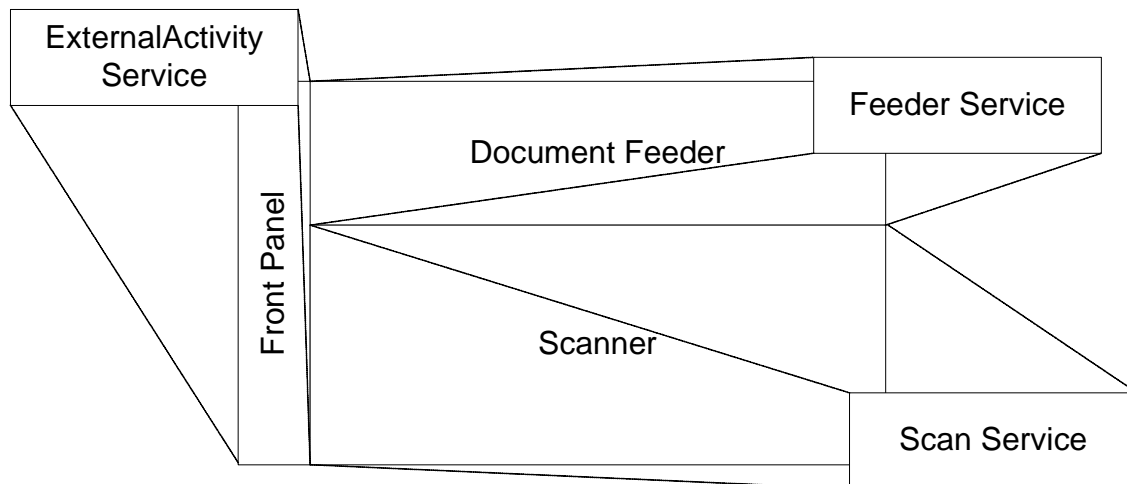 ExternalActivity
Service
Feeder Service
Document Feeder
Front Panel
Scanner
Scan Service